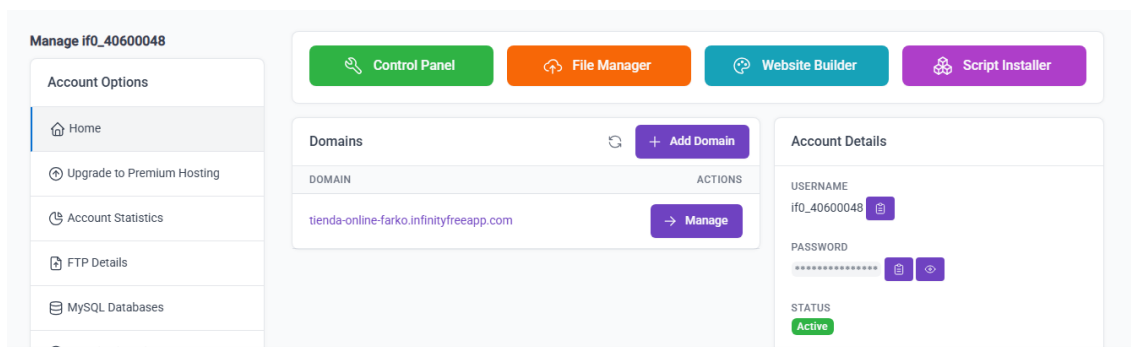 Manage if0_40600048
Account Options
Home
Upgrade to Premium Hosting
Account Statistics
FTP Details
MySQL Databases
Control Panel
File Manager
Website Builder
Script Installer
Domains
Add Domain
DOMAIN ACTIONS
tienda-online-farko.infinityfreeapp.com Manage
Account Details
USERNAME
if0_40600048
PASSWORD
•••••••••••••••
STATUS
Active